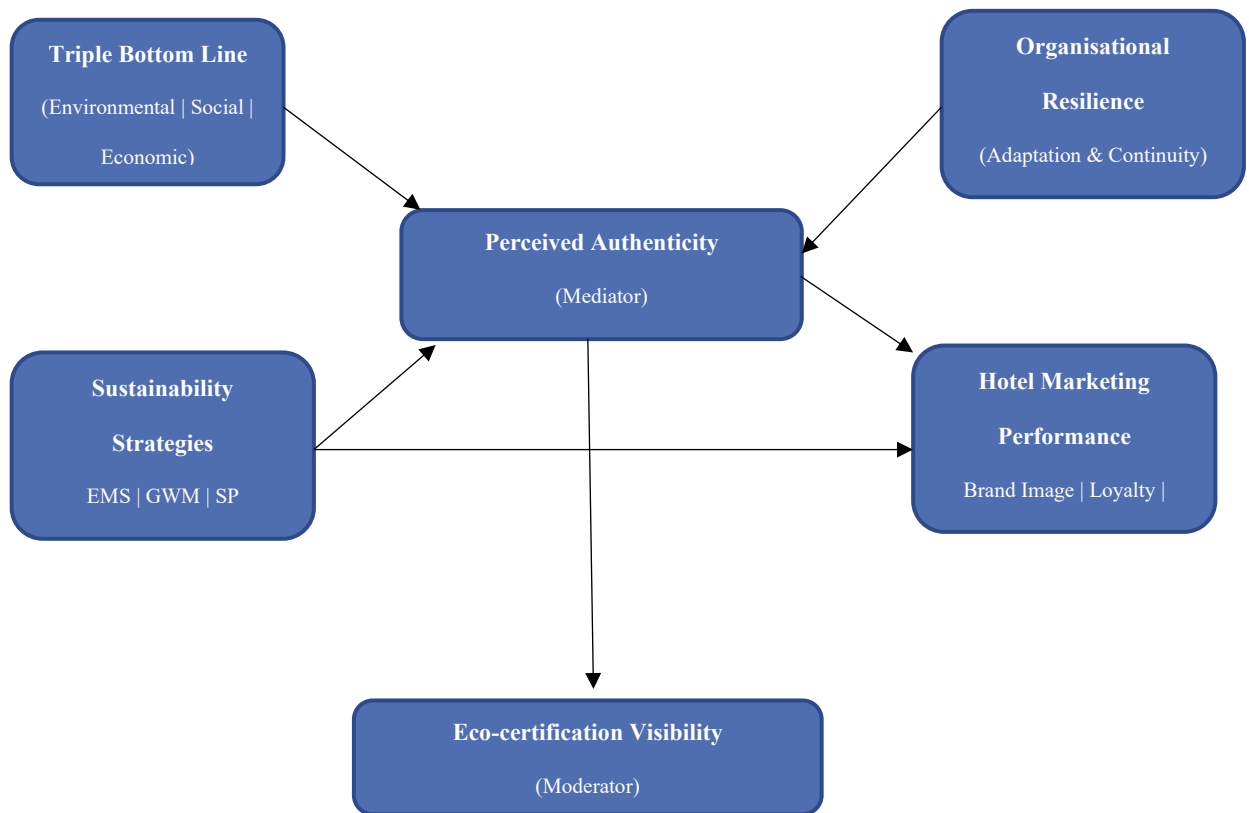 Triple Bottom Line
(Environmental | Social |
Economic)
Organisational
Resilience
(Adaptation & Continuity)
Perceived Authenticity
(Mediator)
Sustainability
Strategies
EMS | GWM | SP
Hotel Marketing
Performance
Brand Image | Loyalty |
Eco-certification Visibility
(Moderator)